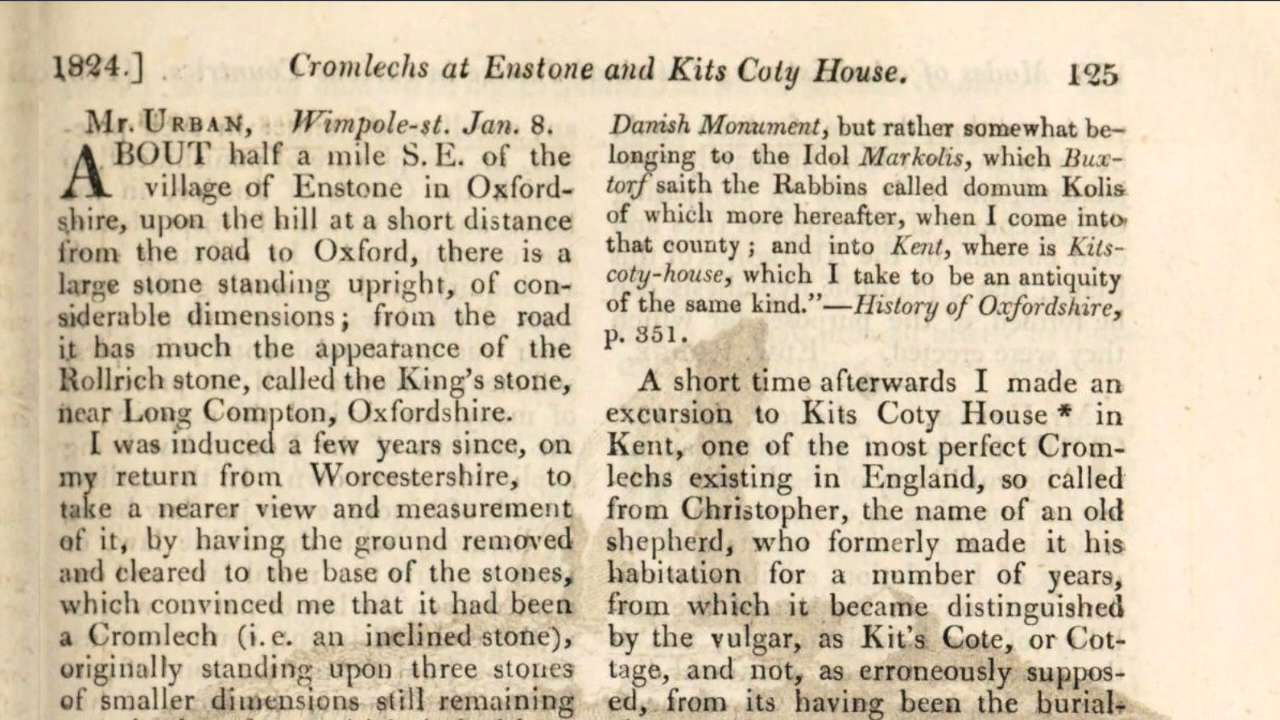 1824.] Cromlechs at Enstone and Kits Coty House. 125
Mr. URBAN, Wimpole-st. Jan. 8.
ABOUT half a mile S. E. of the
village of Enstone in Oxford-
shire, upon the hill at a short distance
from the road to Oxford, there is a
large stone standing upright, of con-
siderable dimensions; from the road
it has much the appearance of the
Rollrich stone, called the King's stone,
near Long Compton, Oxfordshire.
I was induced a few years since, on
my return from Worcestershire, to
take a nearer view and measurement
of it, by having the ground removed
and cleared to the base of the stones,
which convinced me that it had been
a Cromlech (i. e. an inclined stone),
originally standing upon three stones
of smaller dimensions still remaining
Danish Monument, but rather somewhat be-
longing to the Idol Markolis, which Bux-
torf saith the Rabbins called domum Kolis
of which more hereafter, when I come into
that county; and into Kent, where is Kits-
coty-house, which I take to be an antiquity
of the same kind."—History of Oxfordshire,
p. 351.
A short time afterwards I made an
excursion to Kits Coty House * in
Kent, one of the most perfect Crom-
lechs existing in England, so called
from Christopher, the name of an old
shepherd, who formerly made it his
habitation for a number of years,
from which it became distinguished
by the vulgar, as Kit's Cote, or Cot-
tage, and not, as erroneously suppos-
ed, from its having been the burial-